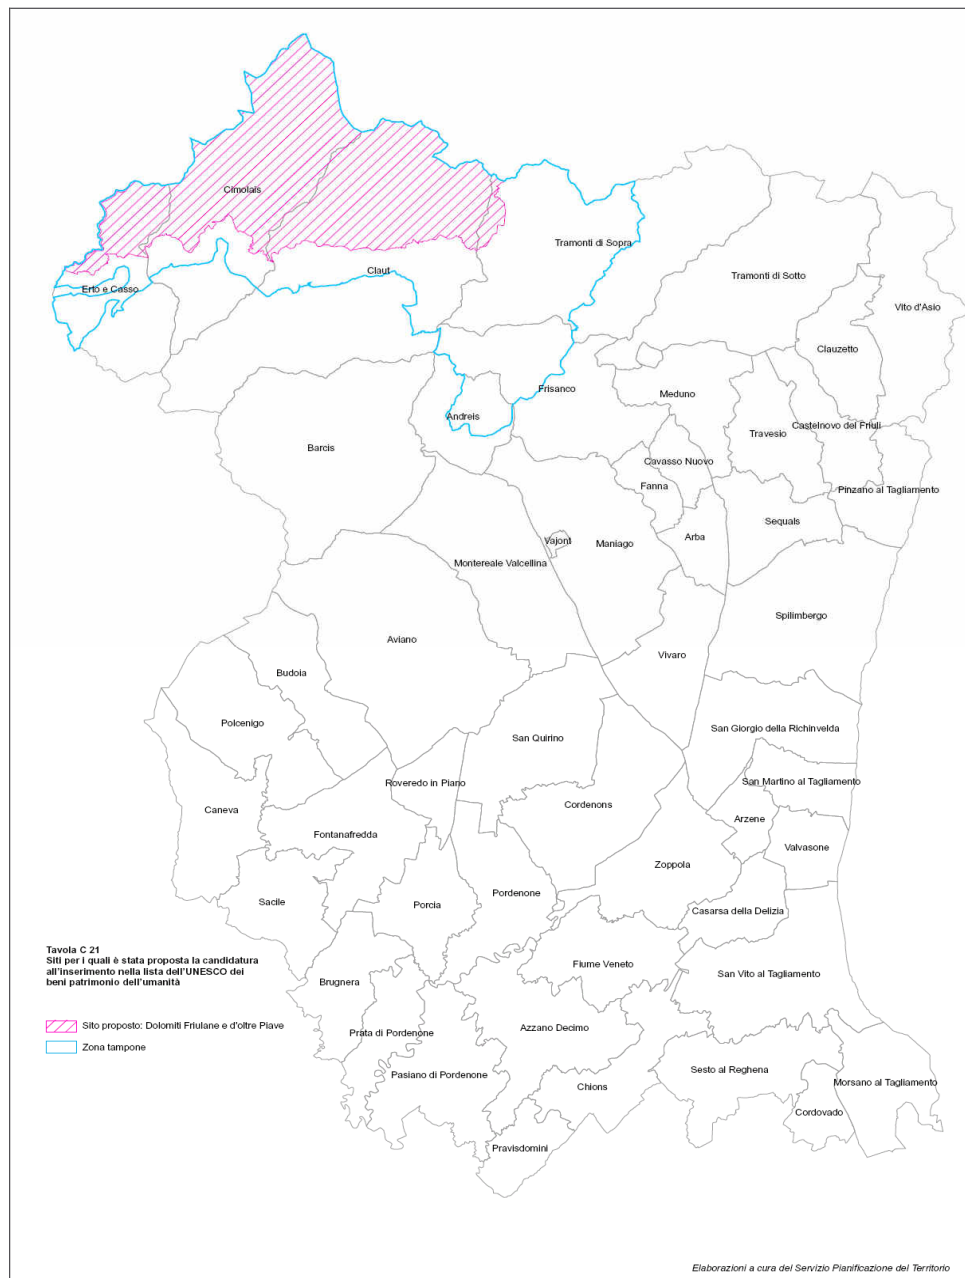 Cimolais
Tramonti di Sopra
Claut
Tramonti di Sotto
Erto e Casso
Vito d'Asio
Clauzetto
Frisanco
Meduno
Andreis
Castelnovo del Friuli
Travesio
Barcis
Cavasso Nuovo
Fanna
Pinzano al Tagliamento
Sequals
Arba
Vajont
Maniago
Montereale Valcellina
Spilimbergo
Aviano
Vivaro
Budoia
Polcenigo
San Giorgio della Richinvelda
San Quirino
Roveredo in Piano
San Martino al Tagliamento
Caneva
Cordenons
Arzene
Fontanafredda
Valvasone
Zoppola
Pordenone
Sacile
Porcia
Casarsa della Delizia
Tavola C 21
Siti per i quali è stata proposta la candidatura
all'inserimento nella lista dell'UNESCO dei
beni patrimonio dell'umanità
Fiume Veneto
San Vito al Tagliamento
Brugnera
Sito proposto: Dolomiti Friulane e d'oltre Piave
Prata di Pordenone
Azzano Decimo
Zona tampone
Pasiano di Pordenone
Sesto al Reghena
Chions
Morsano al Tagliamento
Cordovado
Pravisdomini
Elaborazioni a cura del Servizio Pianificazione del Territorio